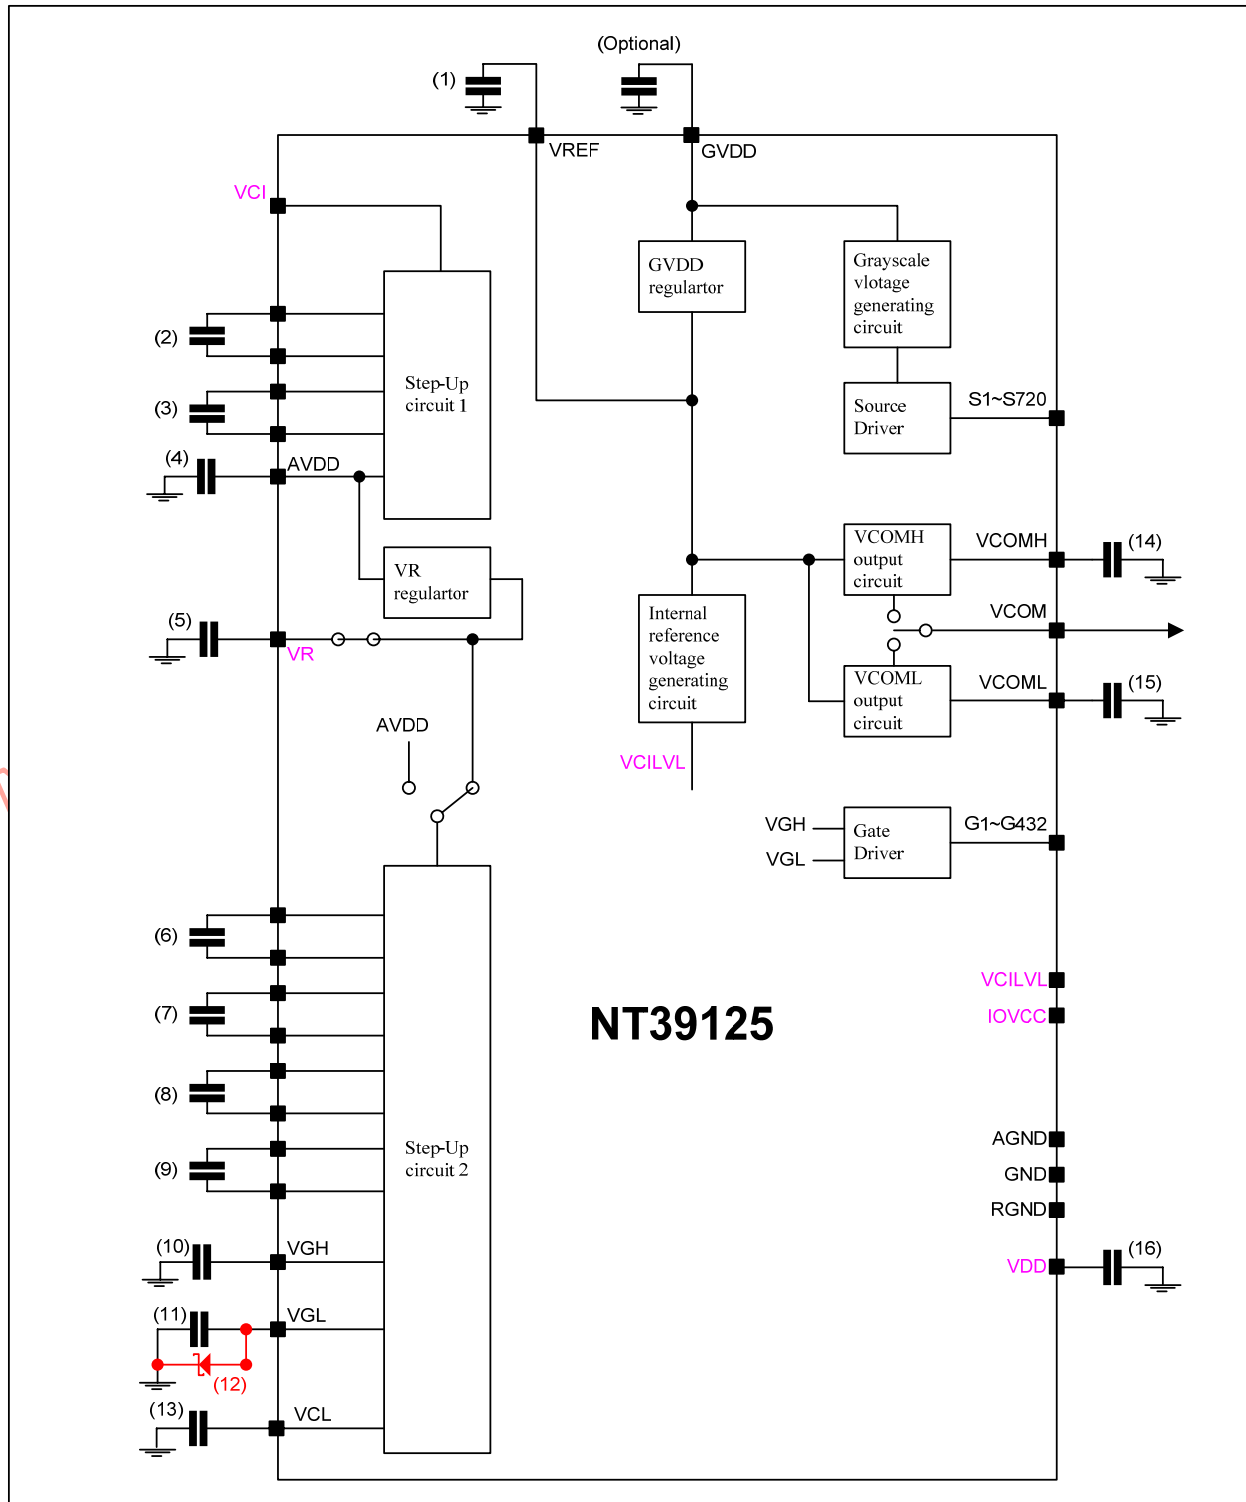 (Optional)
(1)
VREF
GVDD
VCI
GVDD
regulartor
Grayscale
vlotage
generating
circuit
(2)
(3)
Step-Up
circuit 1
Source
Driver
S1~S720
(4)
AVDD
VR
regulartor
VCOMH
output
circuit
VCOMH
(14)
(5)
VR
Internal
reference
voltage
generating
circuit
VCOM
VCOML
output
circuit
VCOML
(15)
AVDD
VCILVL
VGH
VGL
Gate
Driver
G1~G432
(6)
(7)
(8)
(9)
Step-Up
circuit 2
NT39125
VCILVL
IOVCC
AGND
GND
RGND
VDD
(16)
(10)
VGH
(11)
VGL
(12)
(13)
VCL